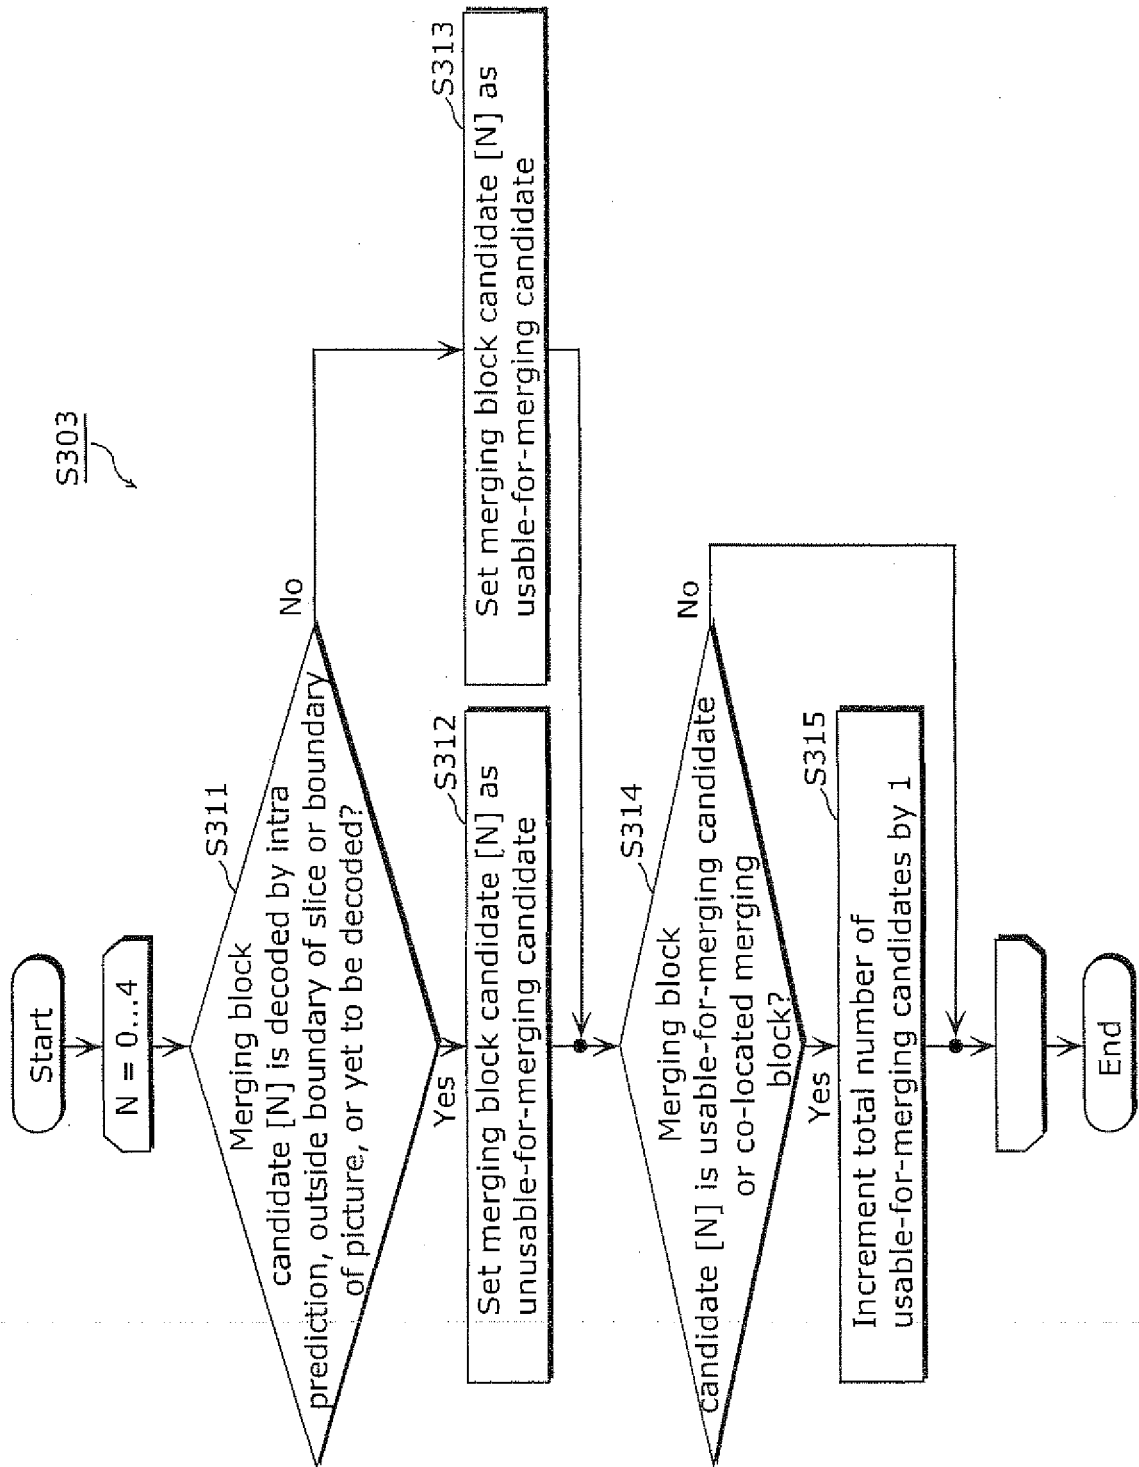 S303
Start
N = 0...4
S311
Merging block
candidate [N] is decoded by intra
prediction, outside boundary of slice or boundary
of picture, or yet to be decoded?
No
Yes
S312
Set merging block candidate [N] as
unusable-for-merging candidate
S313
Set merging block candidate [N] as
usable-for-merging candidate
S314
Merging block
candidate [N] is usable-for-merging candidate
or co-located merging
block?
No
Yes
S315
Increment total number of
usable-for-merging candidates by 1
End